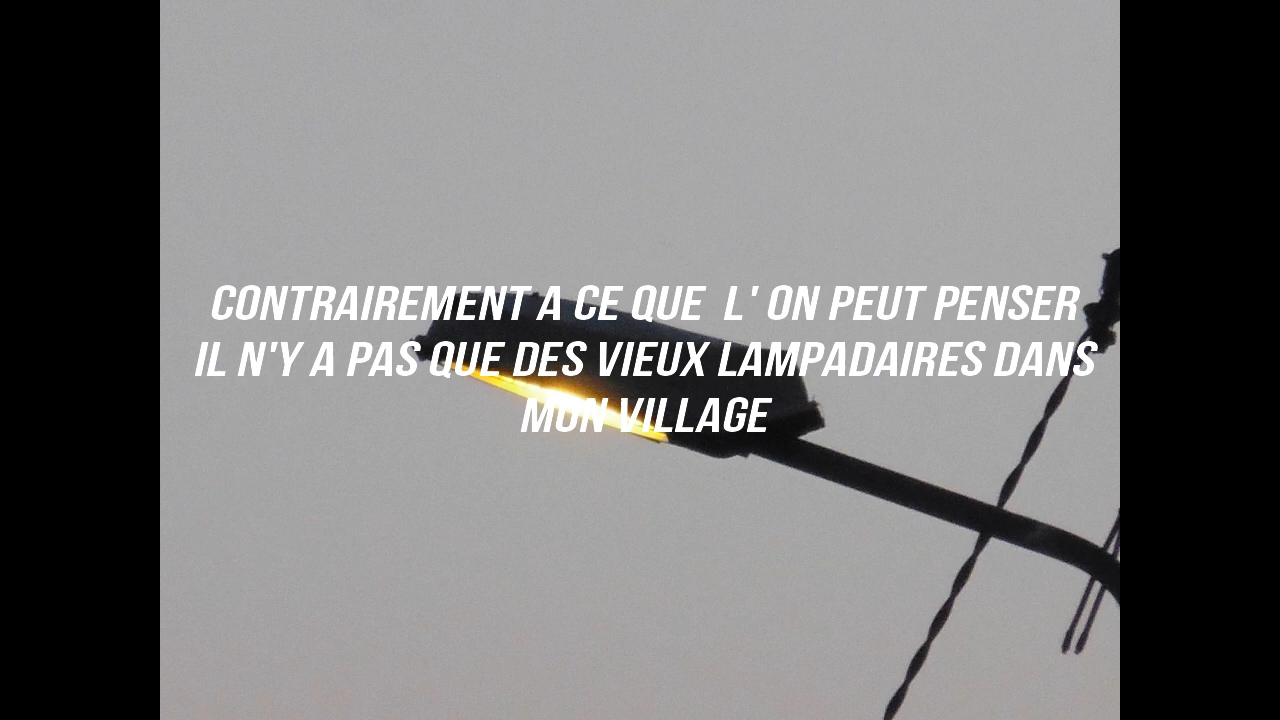 CONTRAIREMENT A CE QUE  L' ON PEUT PENSER
IL N'Y A PAS QUE DES VIEUX LAMPADAIRES DANS
MON VILLAGE